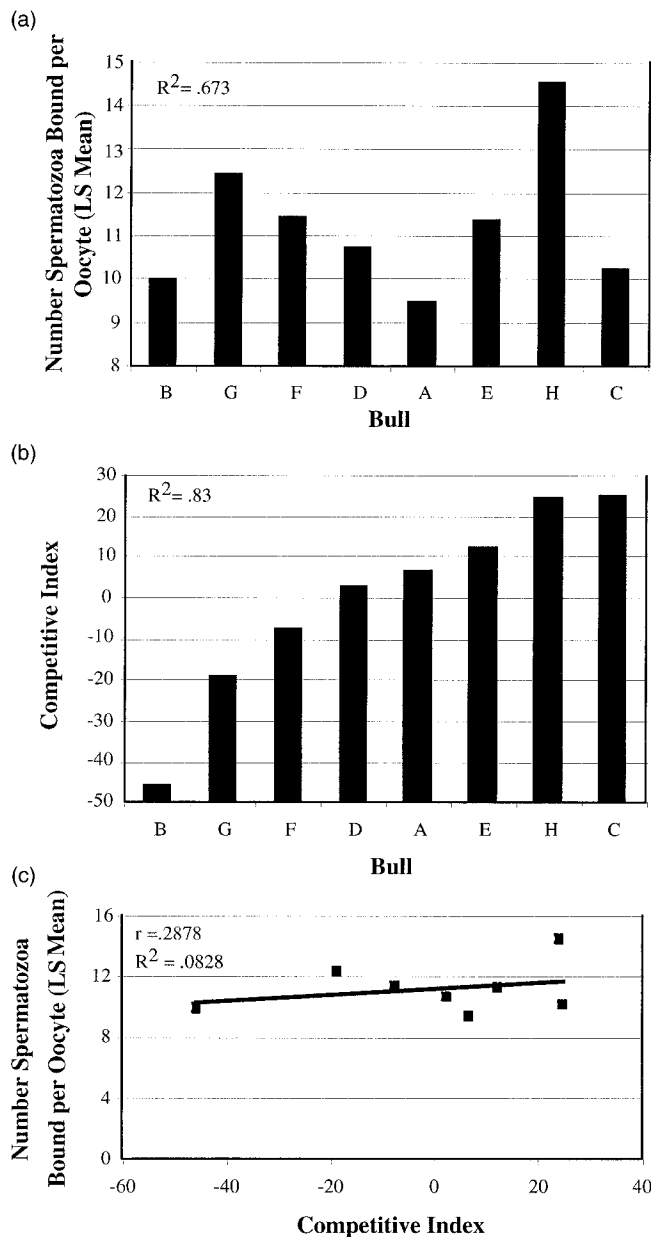 (a)
Number Spermatozoa Bound per
Oocyte (LS Mean)
R2= .673
15
14
13
12
11
10
9
8
B G F D A E H C
Bull
(b)
Competitive Index
R2= .83
30
20
10
0
-10
-20
-30
-40
-50
B G F D A E H C
Bull
(c)
Number Spermatozoa
Bound per Oocyte (LS Mean)
r =.2878
R2 = .0828
16
12
8
4
0
-60 -40 -20 0 20 40
Competitive Index